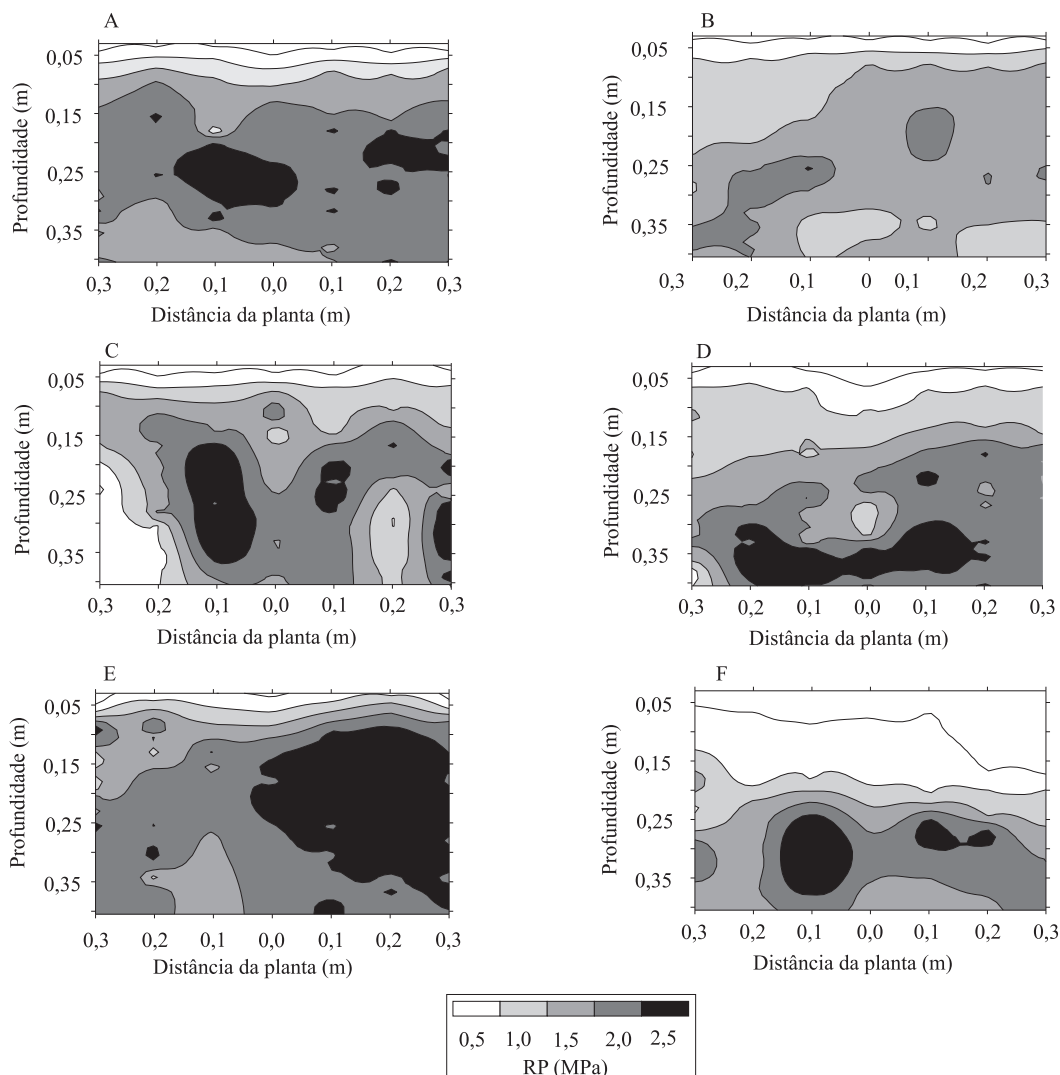 A
0,05
0,15
0,25
0,35
Profundidade (m)
0,3 0,2 0,1 0,0 0,1 0,2 0,3
Distância da planta (m)
B
0,05
0,15
0,25
0,35
Profundidade (m)
0,3 0,2 0,1 0 0,1 0,2 0,3
Distância da planta (m)
C
0,05
0,15
0,25
0,35
Profundidade (m)
0,3 0,2 0,1 0,0 0,1 0,2 0,3
Distância da planta (m)
D
0,05
0,15
0,25
0,35
Profundidade (m)
0,3 0,2 0,1 0,0 0,1 0,2 0,3
Distância da planta (m)
E
0,05
0,15
0,25
0,35
Profundidade (m)
0,3 0,2 0,1 0,0 0,1 0,2 0,3
Distância da planta (m)
F
0,05
0,15
0,25
0,35
Profundidade (m)
0,3 0,2 0,1 0,0 0,1 0,2 0,3
Distância da planta (m)
0,5 1,0 1,5 2,0 2,5
RP (MPa)